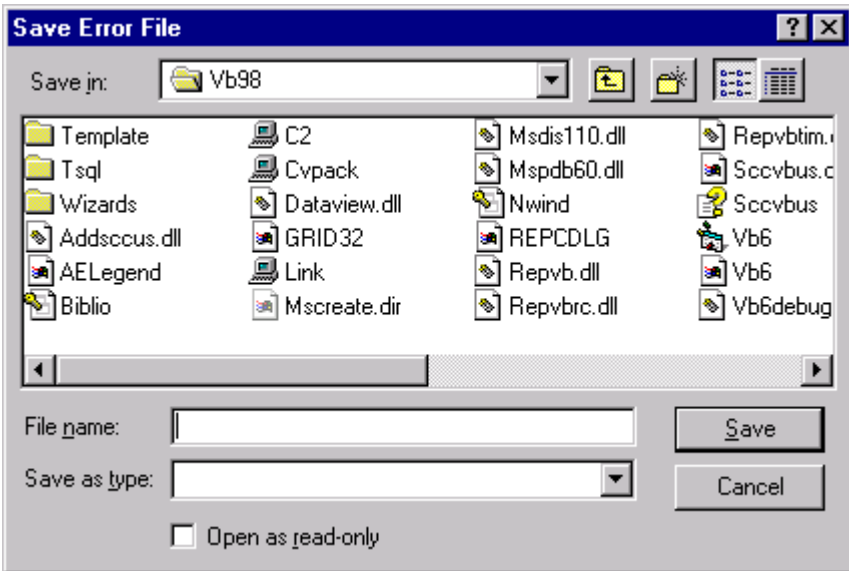 Save Error File
Save in: Vb98
Template C2 Msdis110.dll Repvbtim.
Tsql Cvpack Mspdb60.dll Sccvbus.c
Wizards Dataview.dll Nwind Sccvbus
Addsccus.dll GRID32 REPCDLG Vb6
AELegend Link Repvb.dll Vb6
Biblio Mscreate.dir Repvbrc.dll Vb6debug
File name: Save
Save as type: Cancel
Open as read-only